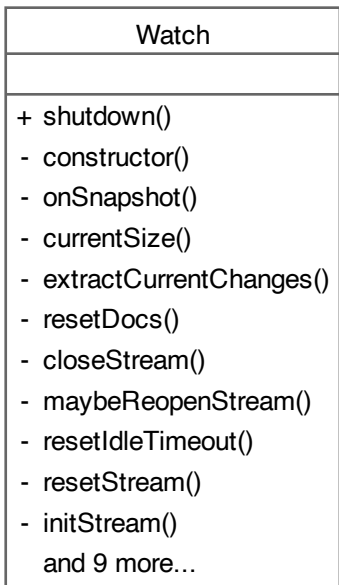 Watch
+ shutdown()
- constructor()
- onSnapshot()
- currentSize()
- extractCurrentChanges()
- resetDocs()
- closeStream()
- maybeReopenStream()
- resetIdleTimeout()
- resetStream()
- initStream()
and 9 more...